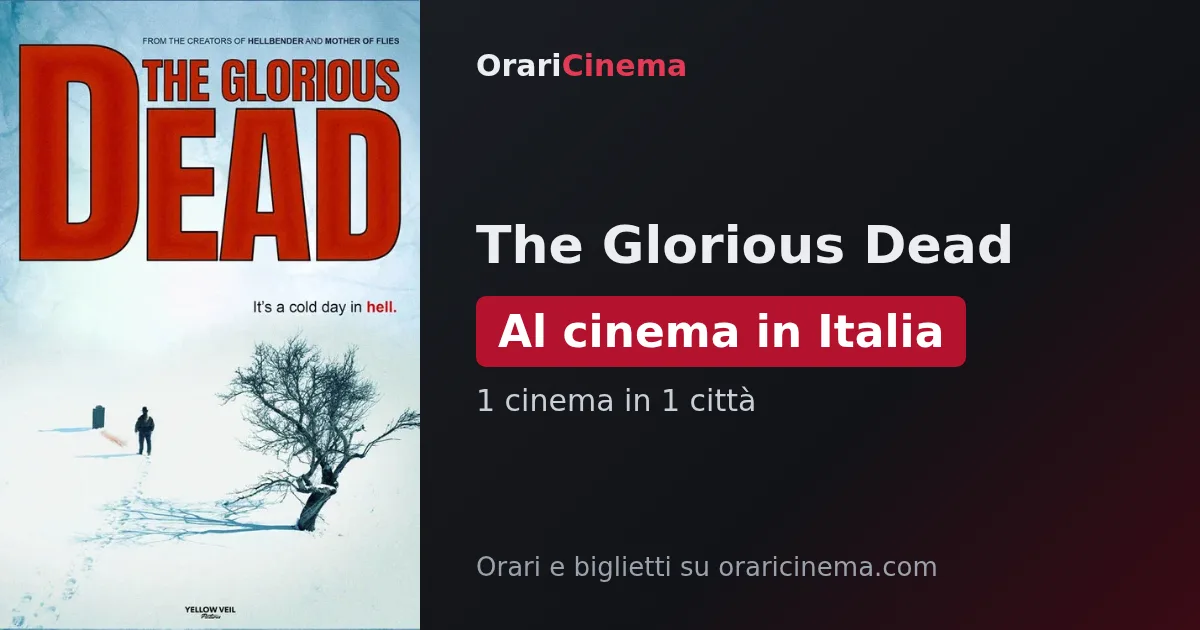 FROM THE CREATORS OF HELLBENDER AND MOTHER OF FLIES
THE GLORIOUS
DEAD
It's a cold day in hell.
YELLOW VEIL
Pictures
OrariCinema
The Glorious Dead
Al cinema in Italia
1 cinema in 1 città
Orari e biglietti su oraricinema.com